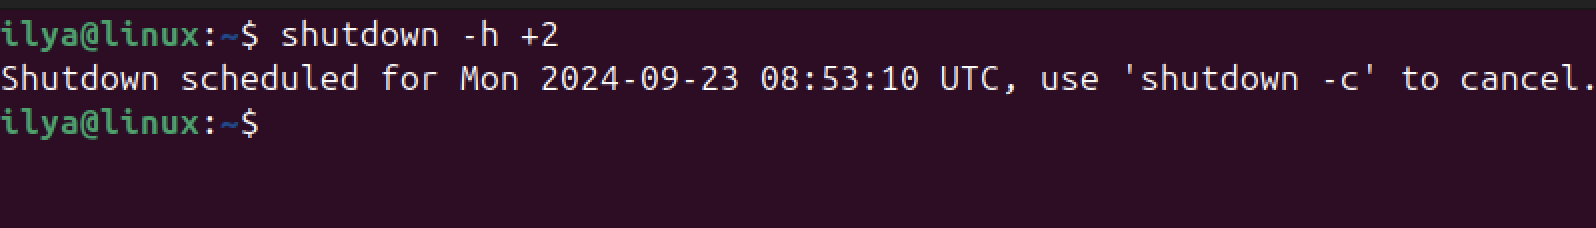 ilya@linux:~$ shutdown -h +2
Shutdown scheduled for Mon 2024-09-23 08:53:10 UTC, use 'shutdown -c' to cancel.
ilya@linux:~$